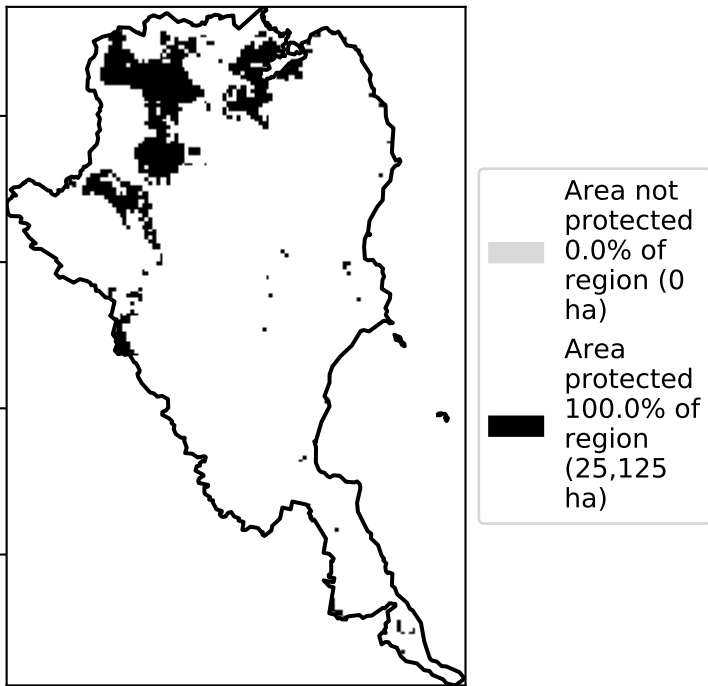 Area not
protected
0.0% of
region (0
ha)
Area
protected
100.0% of
region
(25,125
ha)